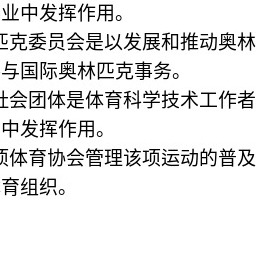 业中发挥作用。
匹克委员会是以发展和推动奥林
与国际奥林匹克事务。
社会团体是体育科学技术工作者
中发挥作用。
项体育协会管理该项运动的普及
育组织。